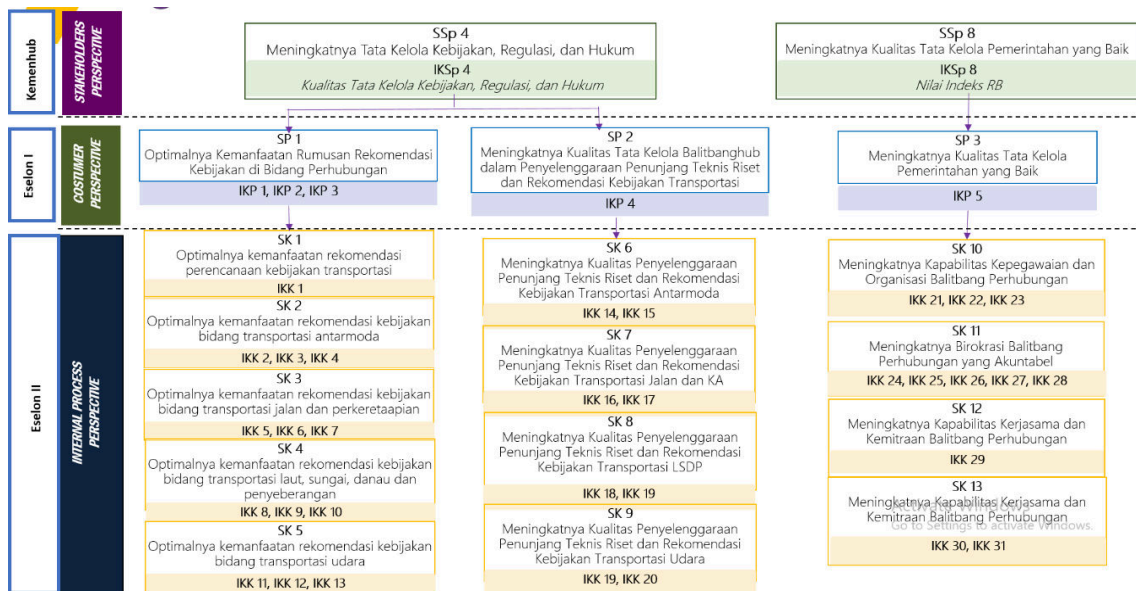 Kemenhub
STAKEHOLDERS
PERSPECTIVE
SSp 4
Meningkatnya Tata Kelola Kebijakan, Regulasi, dan Hukum
IKSp 4
Kualitas Tata Kelola Kebijakan, Regulasi, dan Hukum
SSp 8
Meningkatnya Kualitas Tata Kelola Pemerintahan yang Baik
IKSp 8
Nilai Indeks RB
Eselon I
COSTUMER
PERSPECTIVE
SP 1
Optimalnya Kemanfaatan Rumusan Rekomendasi
Kebijakan di Bidang Perhubungan
IKP 1, IKP 2, IKP 3
SP 2
Meningkatnya Kualitas Tata Kelola Balitbanghub
dalam Penyelenggaraan Penunjang Teknis Riset
dan Rekomendasi Kebijakan Transportasi
IKP 4
SP 3
Meningkatnya Kualitas Tata Kelola
Pemerintahan yang Baik
IKP 5
Eselon II
INTERNAL PROCESS
PERSPECTIVE
SK 1
Optimalnya kemanfaatan rekomendasi
perencanaan kebijakan transportasi
IKK 1
SK 2
Optimalnya kemanfaatan rekomendasi kebijakan
bidang transportasi antarmoda
IKK 2, IKK 3, IKK 4
SK 3
Optimalnya kemanfaatan rekomendasi kebijakan
bidang transportasi jalan dan perkeretaapian
IKK 5, IKK 6, IKK 7
SK 4
Optimalnya kemanfaatan rekomendasi kebijakan
bidang transportasi laut, sungai, danau dan
penyeberangan
IKK 8, IKK 9, IKK 10
SK 5
Optimalnya kemanfaatan rekomendasi kebijakan
bidang transportasi udara
IKK 11, IKK 12, IKK 13
SK 6
Meningkatnya Kualitas Penyelenggaraan
Penunjang Teknis Riset dan Rekomendasi
Kebijakan Transportasi Antarmoda
IKK 14, IKK 15
SK 7
Meningkatnya Kualitas Penyelenggaraan
Penunjang Teknis Riset dan Rekomendasi
Kebijakan Transportasi Jalan dan KA
IKK 16, IKK 17
SK 8
Meningkatnya Kualitas Penyelenggaraan
Penunjang Teknis Riset dan Rekomendasi
Kebijakan Transportasi LSDP
IKK 18, IKK 19
SK 9
Meningkatnya Kualitas Penyelenggaraan
Penunjang Teknis Riset dan Rekomendasi
Kebijakan Transportasi Udara
IKK 19, IKK 20
SK 10
Meningkatnya Kapabilitas Kepegawaian dan
Organisasi Balitbang Perhubungan
IKK 21, IKK 22, IKK 23
SK 11
Meningkatnya Birokrasi Balitbang
Perhubungan yang Akuntabel
IKK 24, IKK 25, IKK 26, IKK 27, IKK 28
SK 12
Meningkatnya Kapabilitas Kerjasama dan
Kemitraan Balitbang Perhubungan
IKK 29
SK 13
Meningkatnya Kapabilitas Kerjasama dan
Kemitraan Balitbang Perhubungan
IKK 30, IKK 31
Activate Windows
Go to Settings to activate Windows.